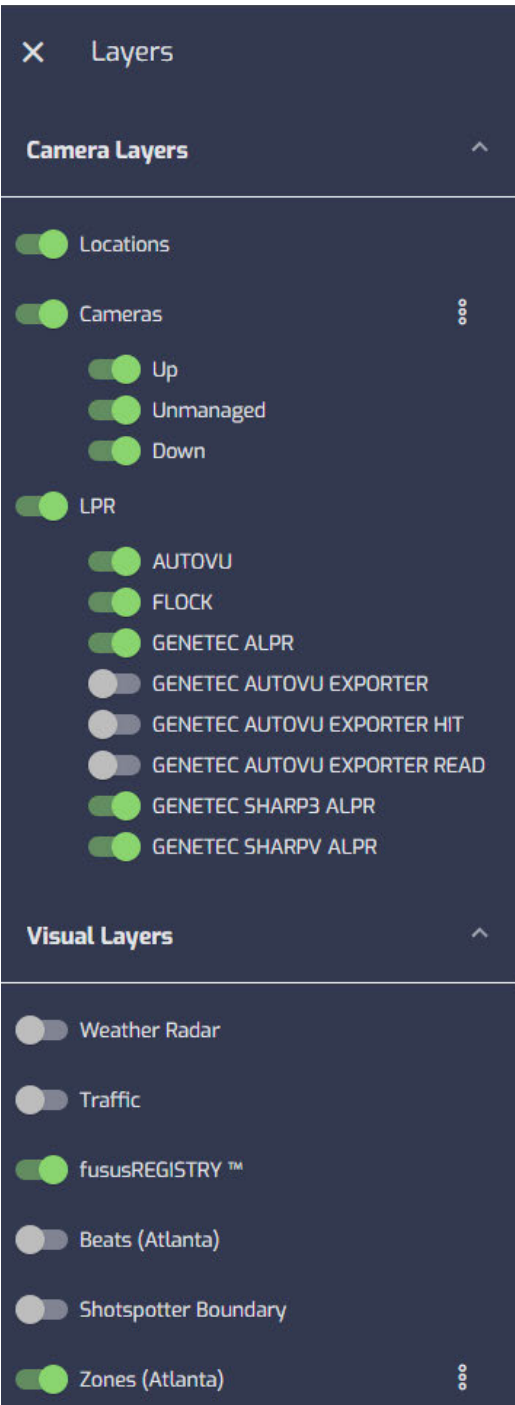 Layers
Camera Layers
Locations
Cameras
Up
Unmanaged
Down
LPR
AUTOVU
FLOCK
GENETEC ALPR
GENETEC AUTOVU EXPORTER
GENETEC AUTOVU EXPORTER HIT
GENETEC AUTOVU EXPORTER READ
GENETEC SHARP3 ALPR
GENETEC SHARPV ALPR
Visual Layers
Weather Radar
Traffic
fususREGISTRY ™
Beats (Atlanta)
Shotspotter Boundary
Zones (Atlanta)